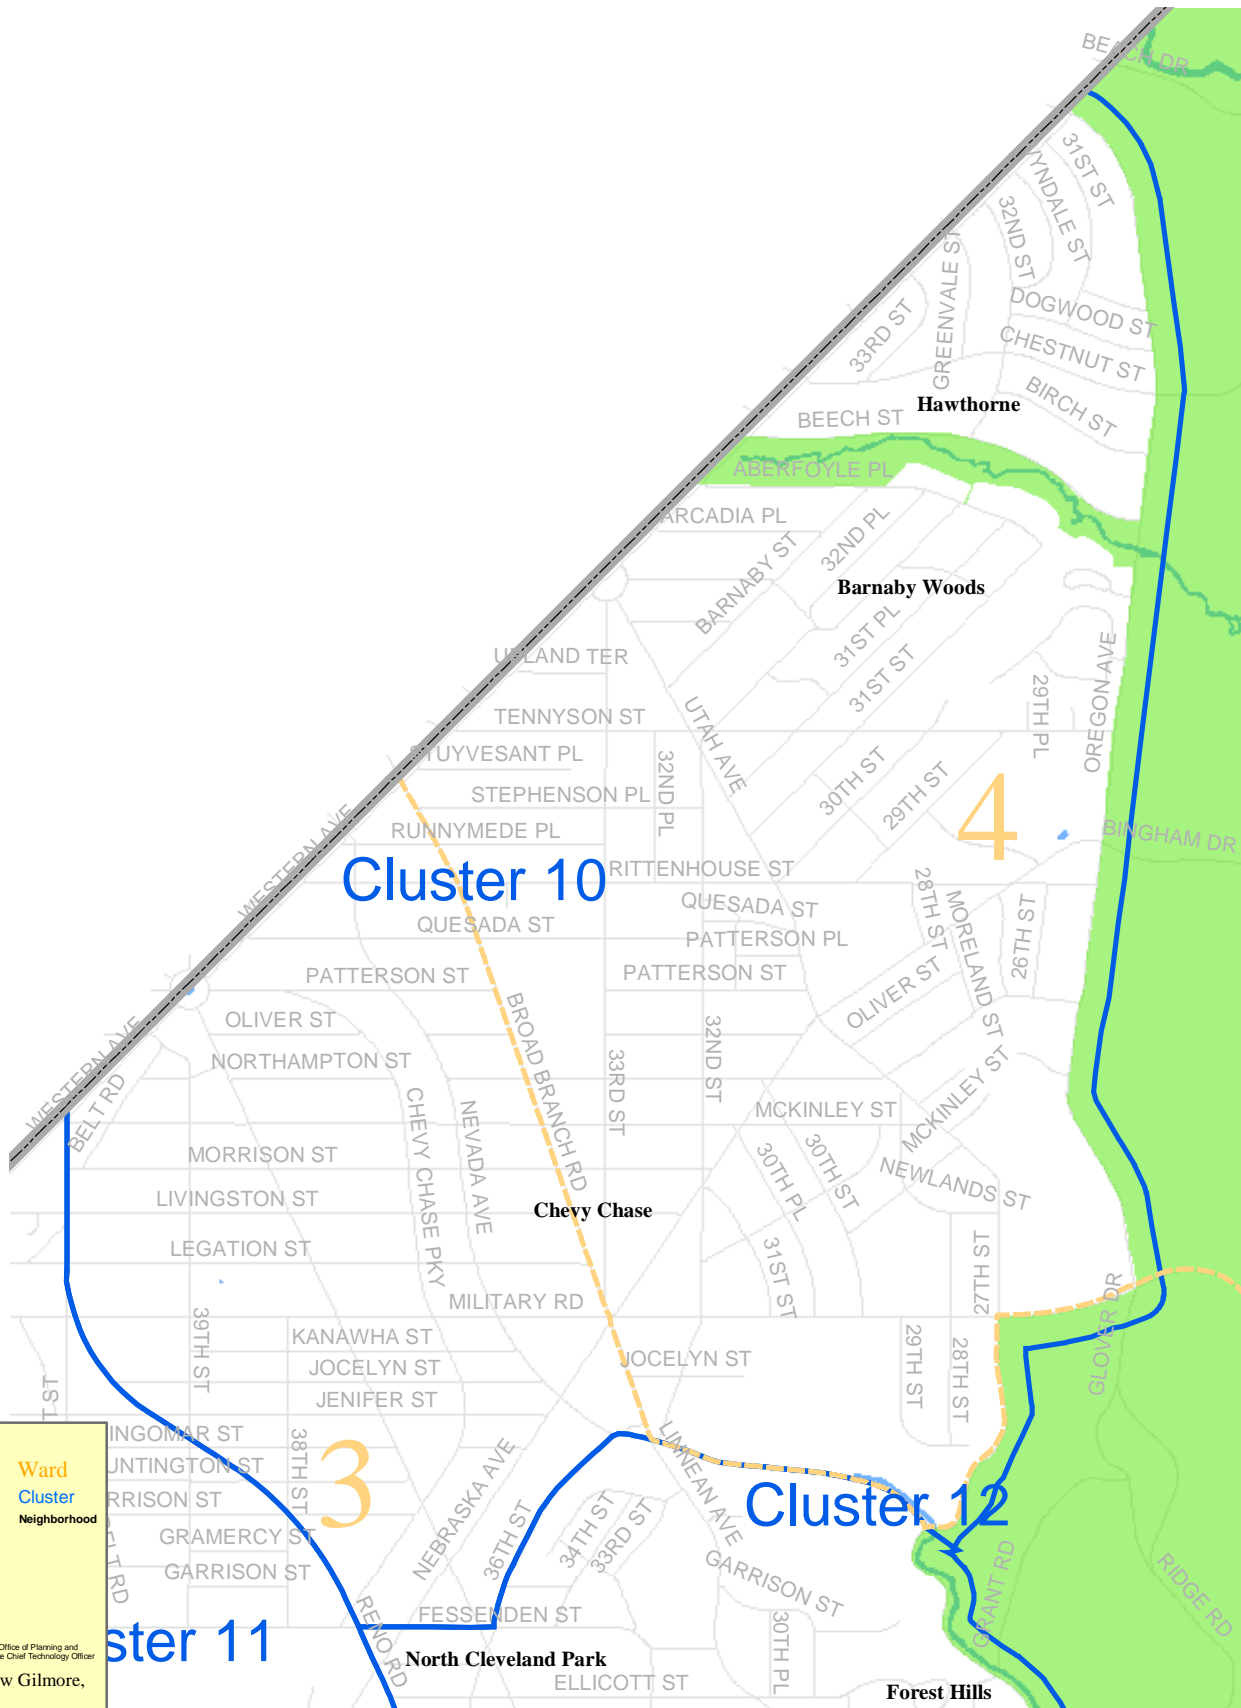 BEACH DR
31ST ST
32ND ST
GREENVALE ST
33RD ST
DOGWOOD ST
CHESTNUT ST
BIRCH ST
Hawthorne
BEECH ST
ABERFOYLE PL
ARCADIA PL
BARNABY ST
32ND PL
Barnaby Woods
31ST PL
31ST ST
UPLAND TER
OREGON AVE
29TH PL
TENNYSON ST
UTAH AVE
STUYVESANT PL
32ND PL
30TH ST
29TH ST
STEPHENSON PL
4
RUNNYMEDE PL
BINGHAM DR
WESTERN AVE
Cluster 10
RITTENHOUSE ST
QUESADA ST
QUESADA ST
28TH ST
MORELAND ST
26TH ST
PATTERSON PL
PATTERSON ST
PATTERSON ST
OLIVER ST
BROAD BRANCH RD
OLIVER ST
32ND ST
33RD ST
NORTHAMPTON ST
WESTERN AVE
BELT RD
CHEVY CHASE PKY
NEVADA AVE
MCKINLEY ST
MCKINLEY ST
MORRISON ST
30TH PL
30TH ST
NEWLANDS ST
LIVINGSTON ST
Chevy Chase
LEGATION ST
31ST ST
27TH ST
MILITARY RD
GLOVER DR
KANAWHA ST
39TH ST
JOCELYN ST
JOCELYN ST
29TH ST
28TH ST
JENIFER ST
INGOMAR ST
38TH ST
3
NEBRASKA AVE
LINNEAN AVE
UNTINGTON ST
Ward
Cluster
Neighborhood
RRISON ST
36TH ST
34TH ST
33RD ST
Cluster 12
GRAMERCY ST
GARRISON ST
GARRISON ST
GRANT RD
RIDGE RD
RENO RD
FESSENDEN ST
30TH PL
ster 11
North Cleveland Park
ELLICOTT ST
Forest Hills
Office of Planning and
e Chief Technology Officer
w Gilmore,